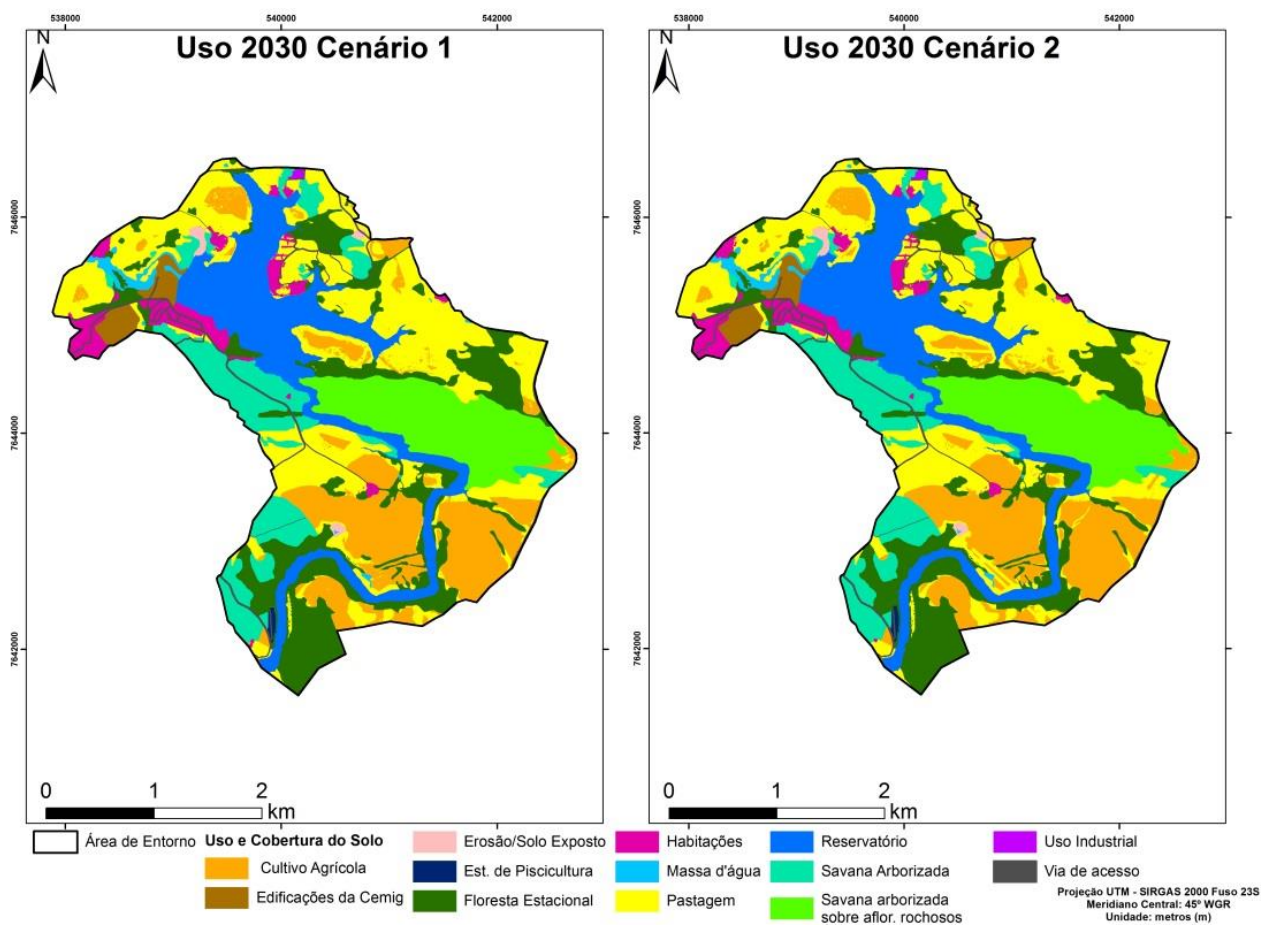 538000 540000 542000 538000 540000 542000
N Uso 2030 Cenário 1 N Uso 2030 Cenário 2
7646000 7646000
7644000 7644000
7642000 7642000
0 1 2 km 0 1 2 km
Área de Entorno
Uso e Cobertura do Solo
Cultivo Agrícola
Edificações da Cemig
Erosão/Solo Exposto
Est. de Piscicultura
Floresta Estacional
Habitações
Massa d'água
Pastagem
Reservatório
Savana Arborizada
Savana arborizada
sobre aflor. rochosos
Uso Industrial
Via de acesso
Projeção UTM - SIRGAS 2000 Fuso 23S
Meridiano Central: 45º WGR
Unidade: metros (m)